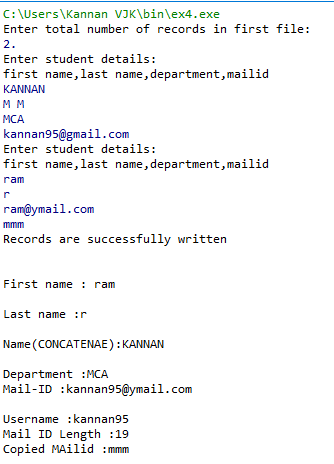 C:\Users\Kannan VJK\bin\ex4.exe
Enter total number of records in first file:
2.
Enter student details:
first name,last name,department,mailid
KANNAN
M M
MCA
kannan95@gmail.com
Enter student details:
first name,last name,department,mailid
ram
r
ram@ymail.com
mmm
Records are successfully written
First name : ram
Last name :r
Name(CONCATENAE):KANNAN
Department :MCA
Mail-ID :kannan95@ymail.com
Username :kannan95
Mail ID Length :19
Copied MAilid :mmm